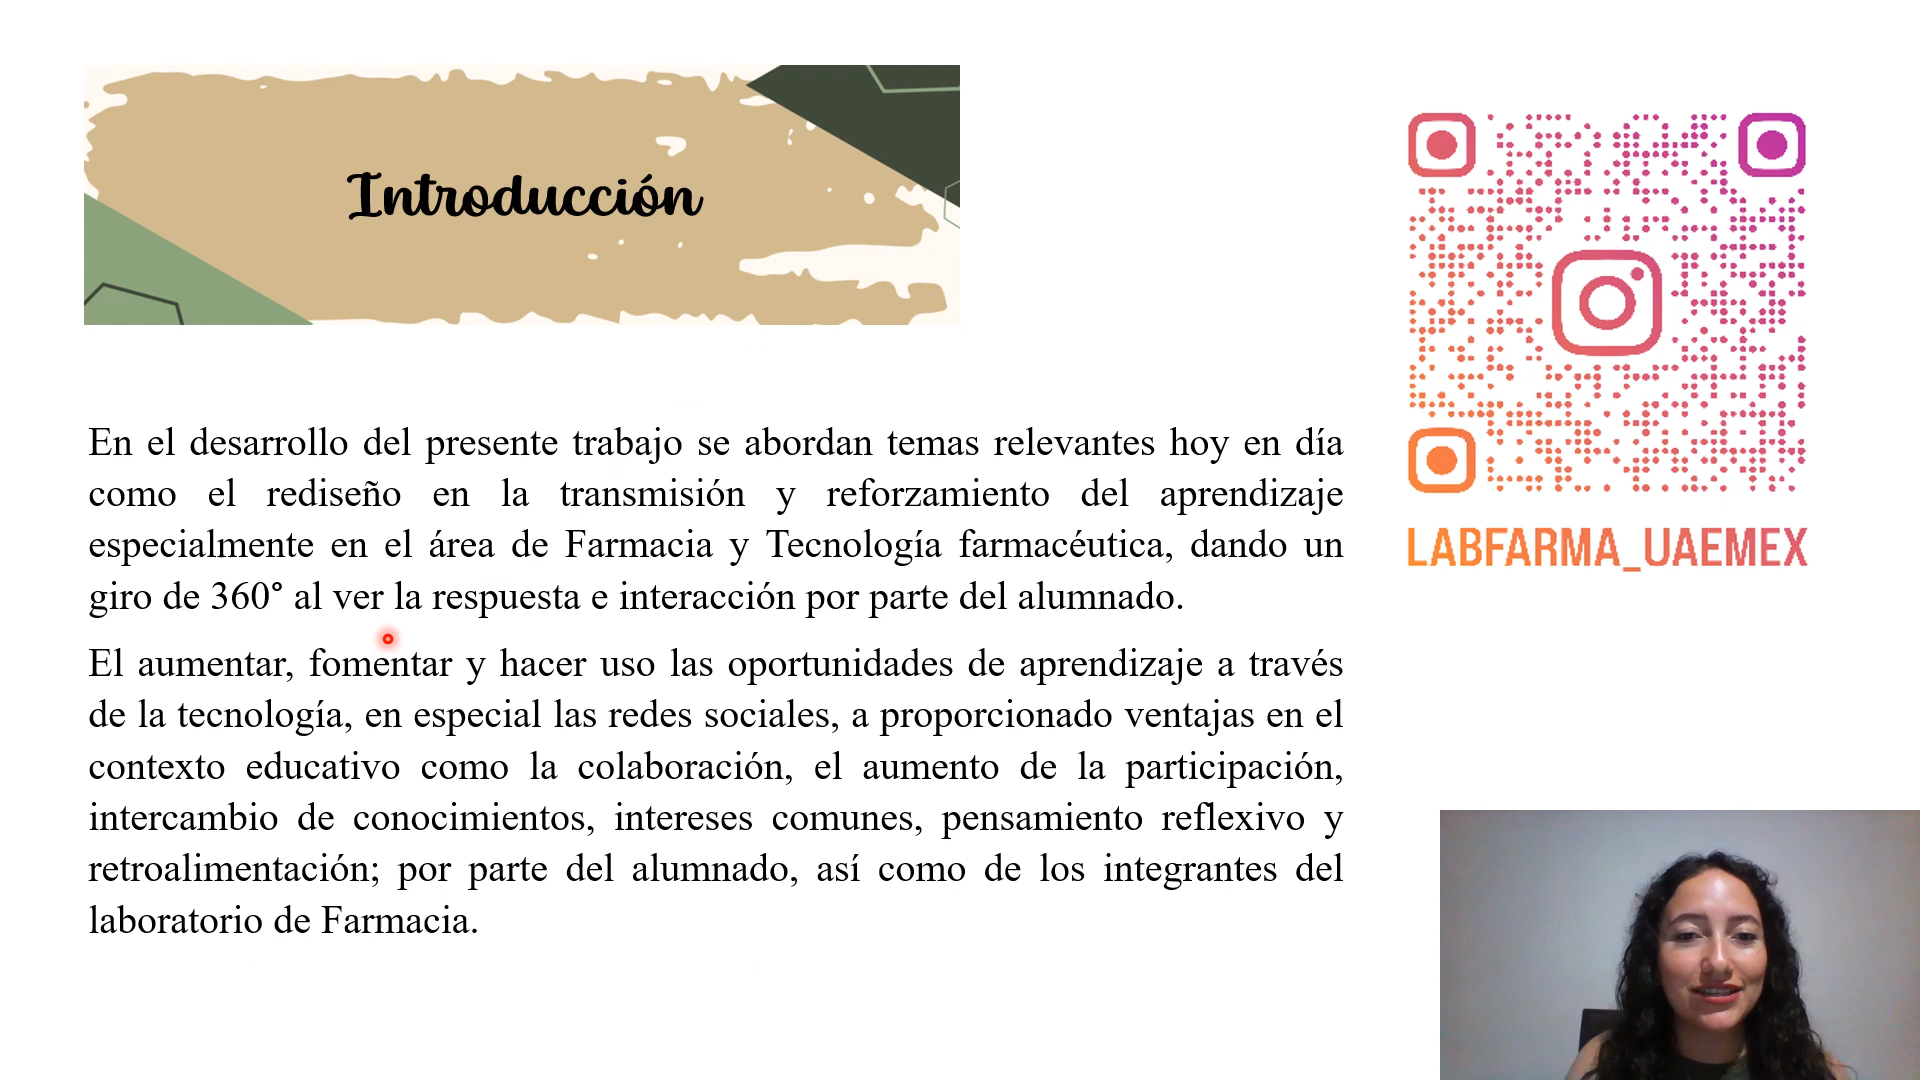 Introducción
En el desarrollo del presente trabajo se abordan temas relevantes hoy en día
como el rediseño en la transmisión y reforzamiento del aprendizaje
especialmente en el área de Farmacia y Tecnología farmacéutica, dando un
giro de 360° al ver la respuesta e interacción por parte del alumnado.
El aumentar, fomentar y hacer uso las oportunidades de aprendizaje a través
de la tecnología, en especial las redes sociales, a proporcionado ventajas en el
contexto educativo como la colaboración, el aumento de la participación,
intercambio de conocimientos, intereses comunes, pensamiento reflexivo y
retroalimentación; por parte del alumnado, así como de los integrantes del
laboratorio de Farmacia.
LABFARMA_UAEMEX